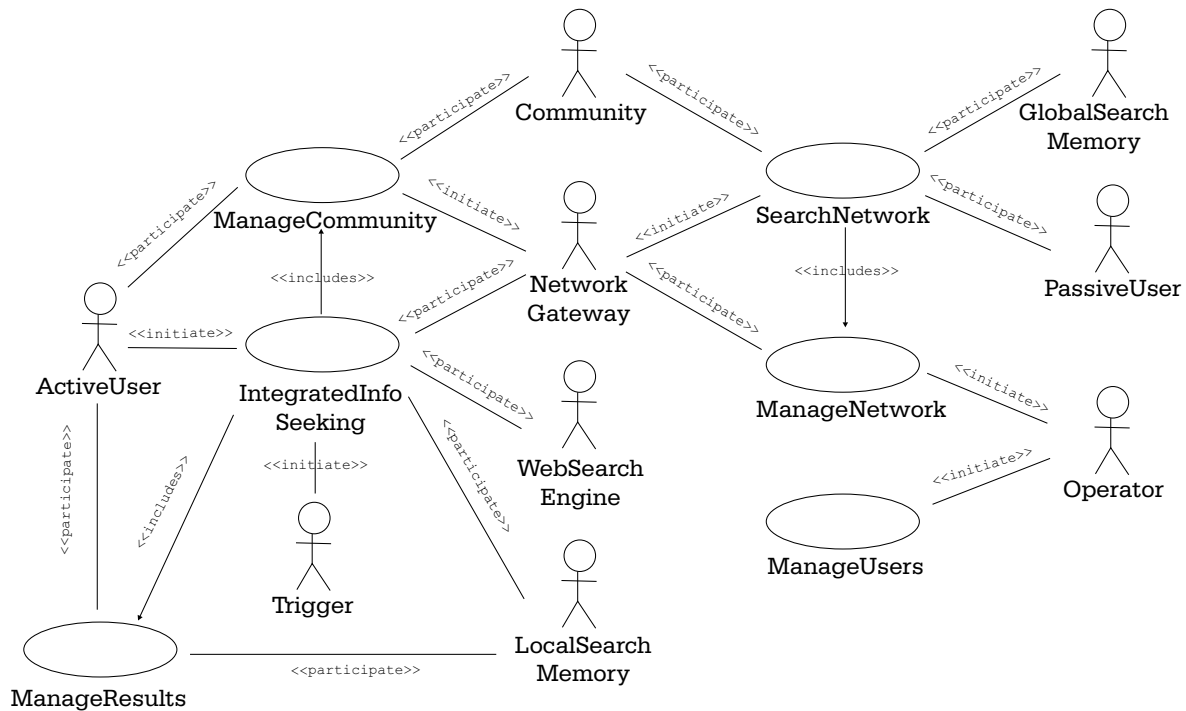 Community
GlobalSearch
Memory
<<participate>>
<<participate>>
<<participate>>
ManageCommunity
<<participate>>
<<initiate>>
<<initiate>>
SearchNetwork
<<participate>>
Network
Gateway
PassiveUser
<<includes>>
<<participate>>
<<participate>>
<<includes>>
ActiveUser
<<initiate>>
IntegratedInfo
Seeking
<<participate>>
ManageNetwork
<<initiate>>
WebSearch
Engine
Operator
<<participate>>
<<includes>>
<<initiate>>
<<participate>>
<<initiate>>
Trigger
ManageUsers
LocalSearch
Memory
<<participate>>
ManageResults